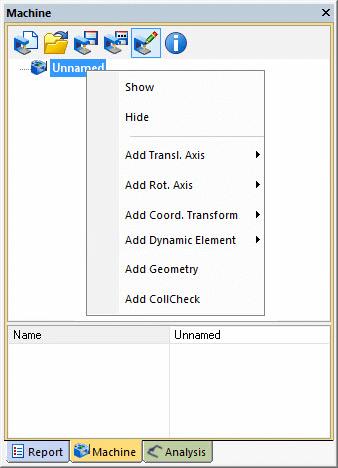 Machine
Unnamed
Show
Hide
Add Transl. Axis
Add Rot. Axis
Add Coord. Transform
Add Dynamic Element
Add Geometry
Add CollCheck
Name Unnamed
Report Machine Analysis